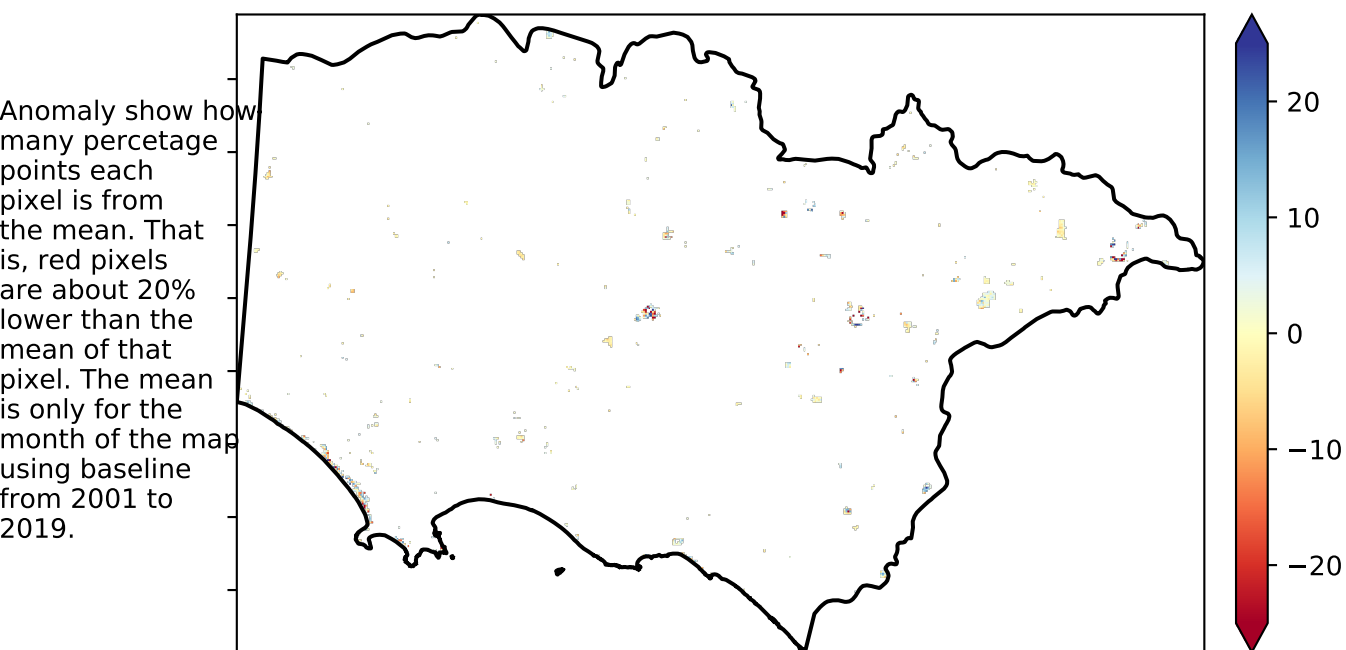 Anomaly show how
many percetage
points each
pixel is from
the mean. That
is, red pixels
are about 20%
lower than the
mean of that
pixel. The mean
is only for the
month of the map
using baseline
from 2001 to
2019.
20
10
0
−10
−20